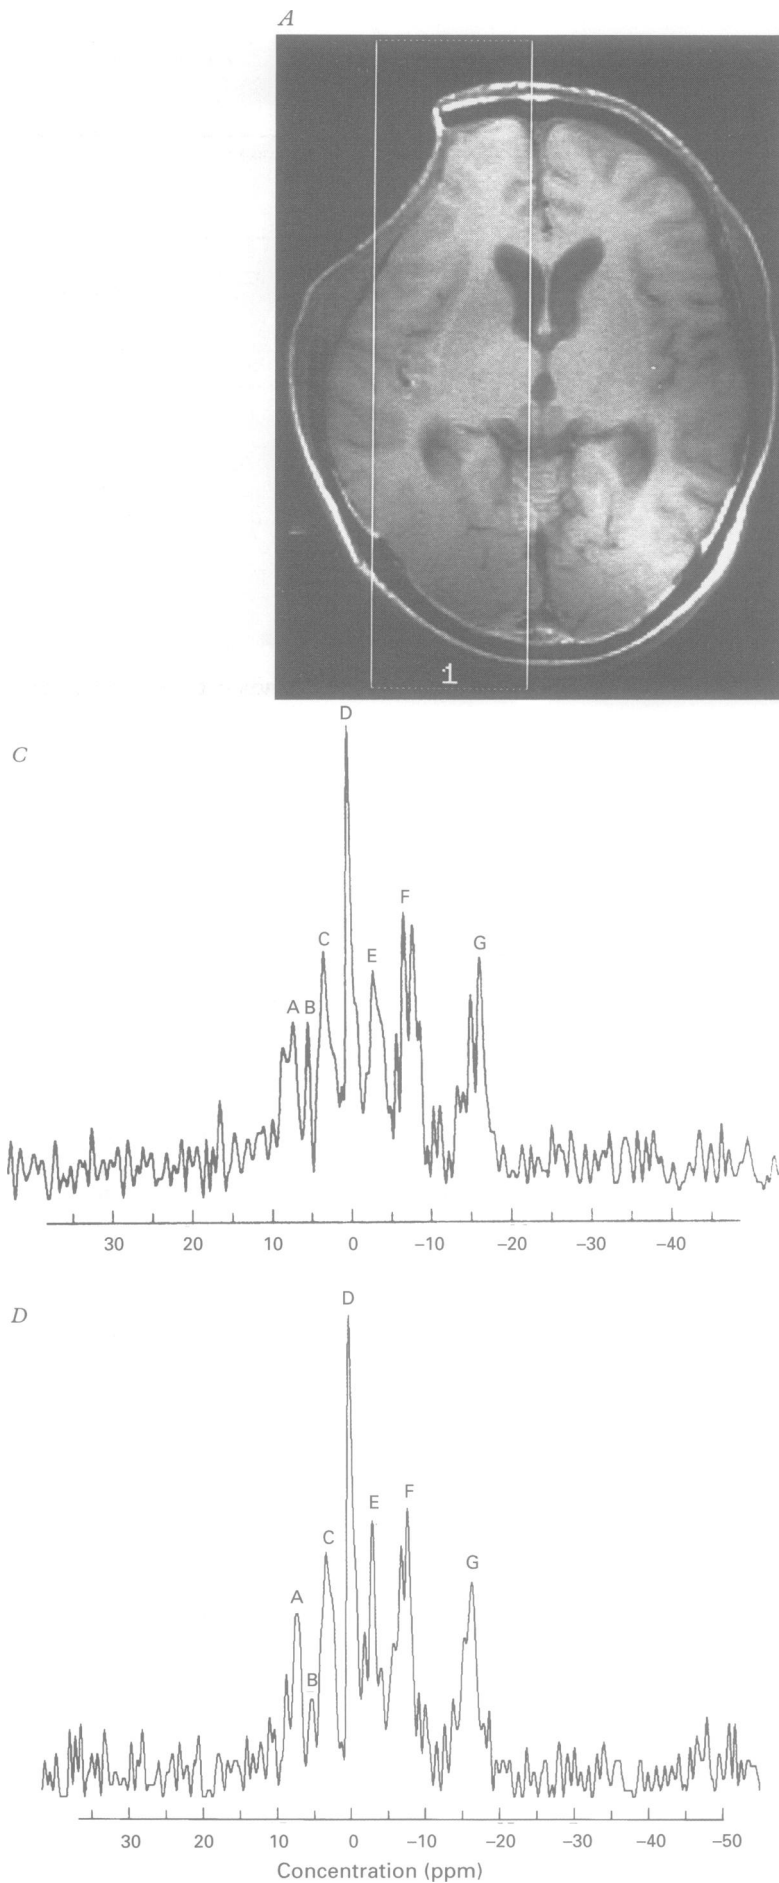 A
1
C
D
F
C
G
E
A B
30 20 10 0 –10 –20 –30 –40
D
D
F
E
C
G
A
B
30 20 10 0 –10 –20 –30 –40 –50
Concentration (ppm)